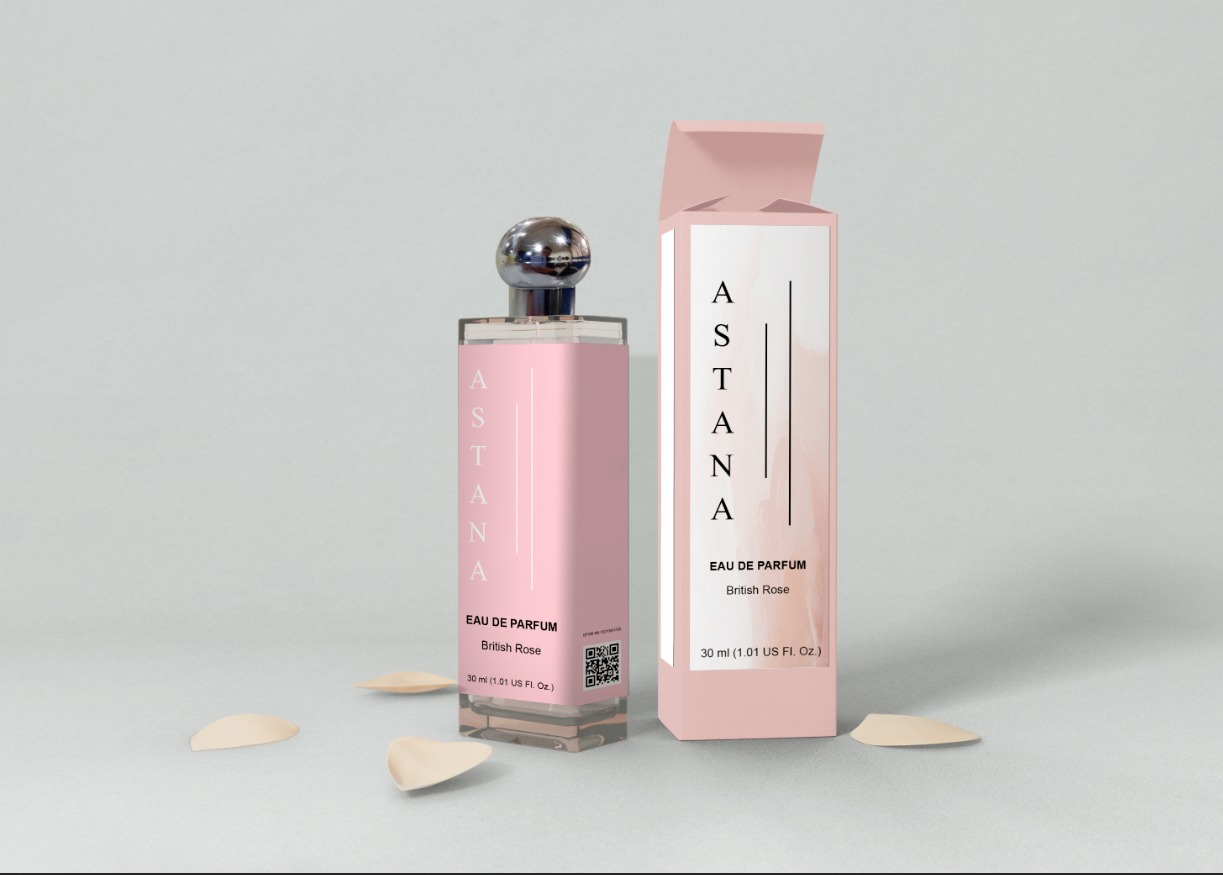 ASTANA
EAU DE PARFUM
British Rose
30 ml (1.01 US Fl. Oz.)
ASTANA
EAU DE PARFUM
British Rose
30 ml (1.01 US Fl. Oz.)